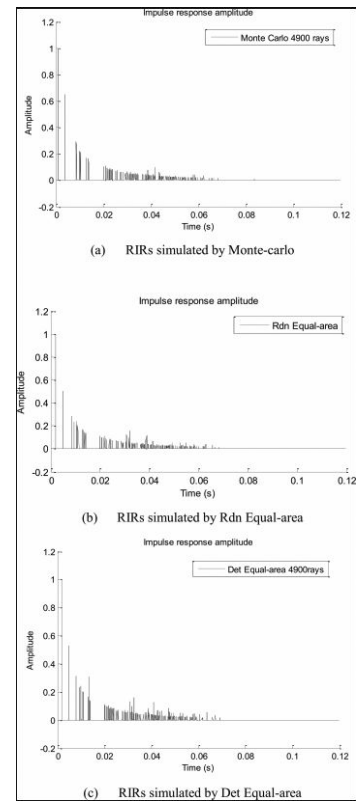 Impulse response amplitude
1.2
1
0.8
0.6
0.4
0.2
0
-0.2
Amplitude
Monte Carlo 4900 rays
0 0.02 0.04 0.06 0.08 0.1 0.12
Time (s)
(a) RIRs simulated by Monte-carlo
Impulse response amplitude
1.2
1
0.8
0.6
0.4
0.2
0
-0.2
Amplitude
Rdn Equal-area
0 0.02 0.04 0.06 0.08 0.1 0.12
Time (s)
(b) RIRs simulated by Rdn Equal-area
Impulse response amplitude
1.2
1
0.8
0.6
0.4
0.2
0
-0.2
Amplitude
Det Equal-area 4900rays
0 0.02 0.04 0.06 0.08 0.1 0.12
Time (s)
(c) RIRs simulated by Det Equal-area